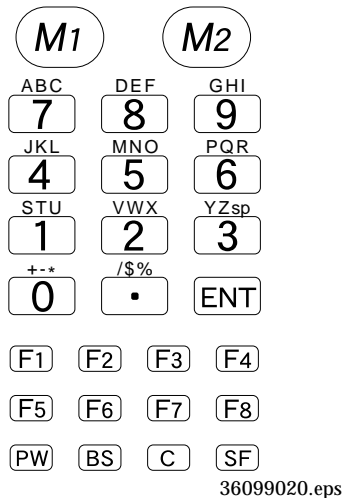 M1 M2
ABC DEF GHI
7 8 9
JKL MNO PQR
4 5 6
STU VWX YZsp
1 2 3
+-* /$%
0 . ENT
F1 F2 F3 F4
F5 F6 F7 F8
PW BS C SF
36099020.eps